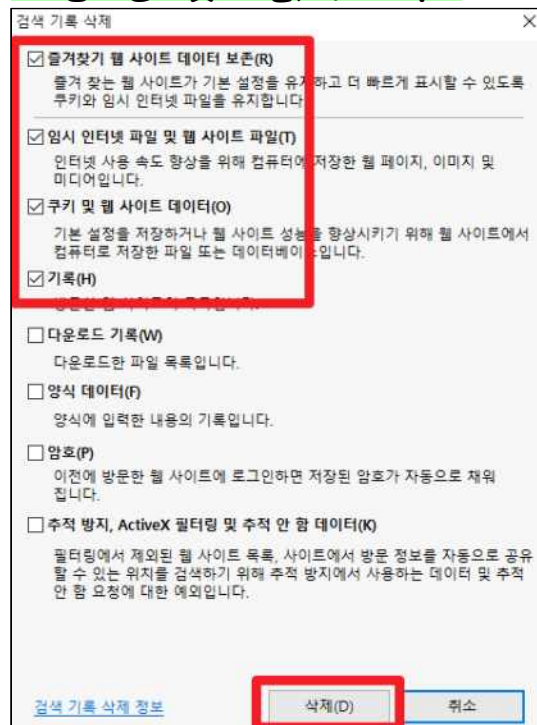 검색 기록 삭제
즐겨찾기 웹 사이트 데이터 보존(R)
즐겨 찾는 웹 사이트가 기본 설정을 유지하고 더 빠르게 표시할 수 있도록
쿠키와 임시 인터넷 파일을 유지합니다.
임시 인터넷 파일 및 웹 사이트 파일(T)
인터넷 사용 속도 향상을 위해 컴퓨터에 저장한 웹 페이지, 이미지 및
미디어입니다.
쿠키 및 웹 사이트 데이터(O)
기본 설정을 저장하거나 웹 사이트 성능을 향상시키기 위해 웹 사이트에서
컴퓨터로 저장한 파일 또는 데이터베이스입니다.
기록(H)
다운로드 기록(W)
다운로드한 파일 목록입니다.
양식 데이터(F)
양식에 입력한 내용의 기록입니다.
암호(P)
이전에 방문한 웹 사이트에 로그인하면 저장된 암호가 자동으로 채워
집니다.
추적 방지, ActiveX 필터링 및 추적 안 함 데이터(K)
필터링에서 제외된 웹 사이트 목록, 사이트에서 방문 정보를 자동으로 공유
할 수 있는 위치를 검색하기 위해 추적 방지에서 사용하는 데이터 및 추적
안 함 요청에 대한 예외입니다.
검색 기록 삭제 정보
삭제(D)
취소